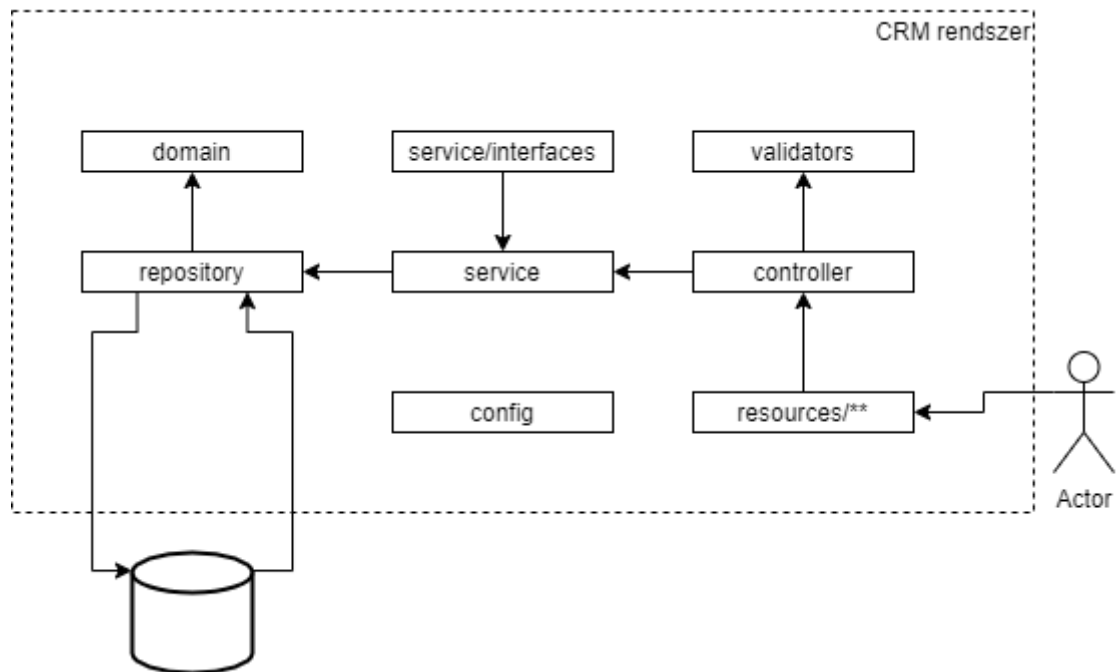 CRM rendszer
domain
service/interfaces
validators
repository
service
controller
config
resources/**
Actor